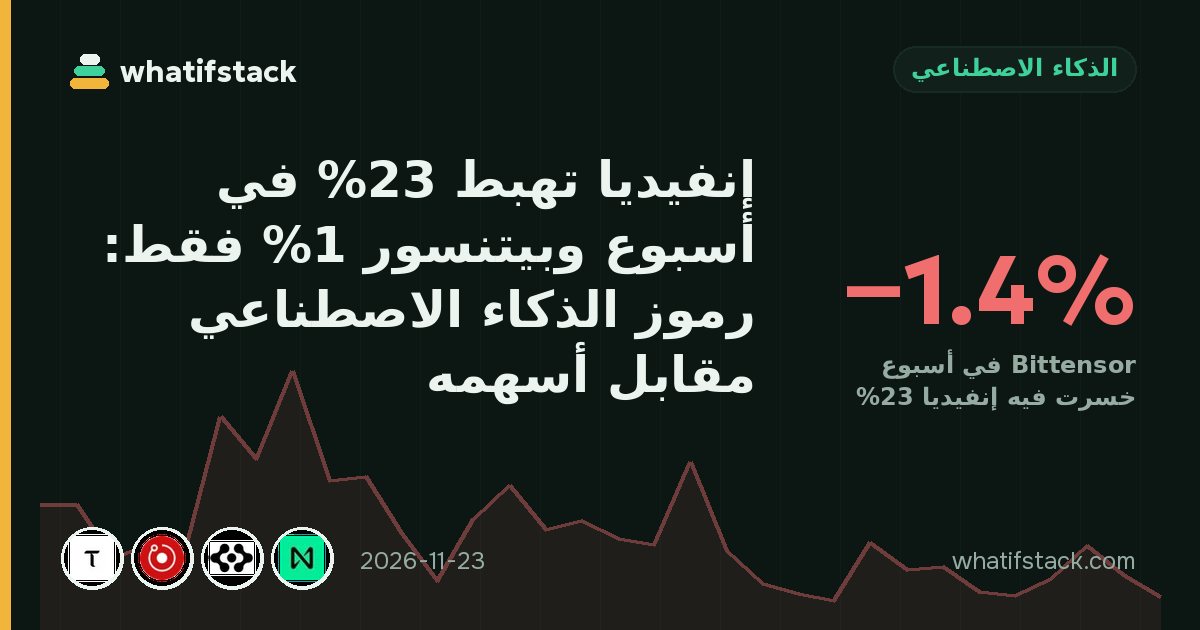 whatifstack
الذكاء الاصطناعي
إنفيديا تهبط 23% في
أسبوع وبيتنسور 1% فقط:
رموز الذكاء الاصطناعي
مقابل أسهمه
−1.4%
Bittensor في أسبوع
خسرت فيه إنفيديا 23%
τ
2026-11-23
whatifstack.com